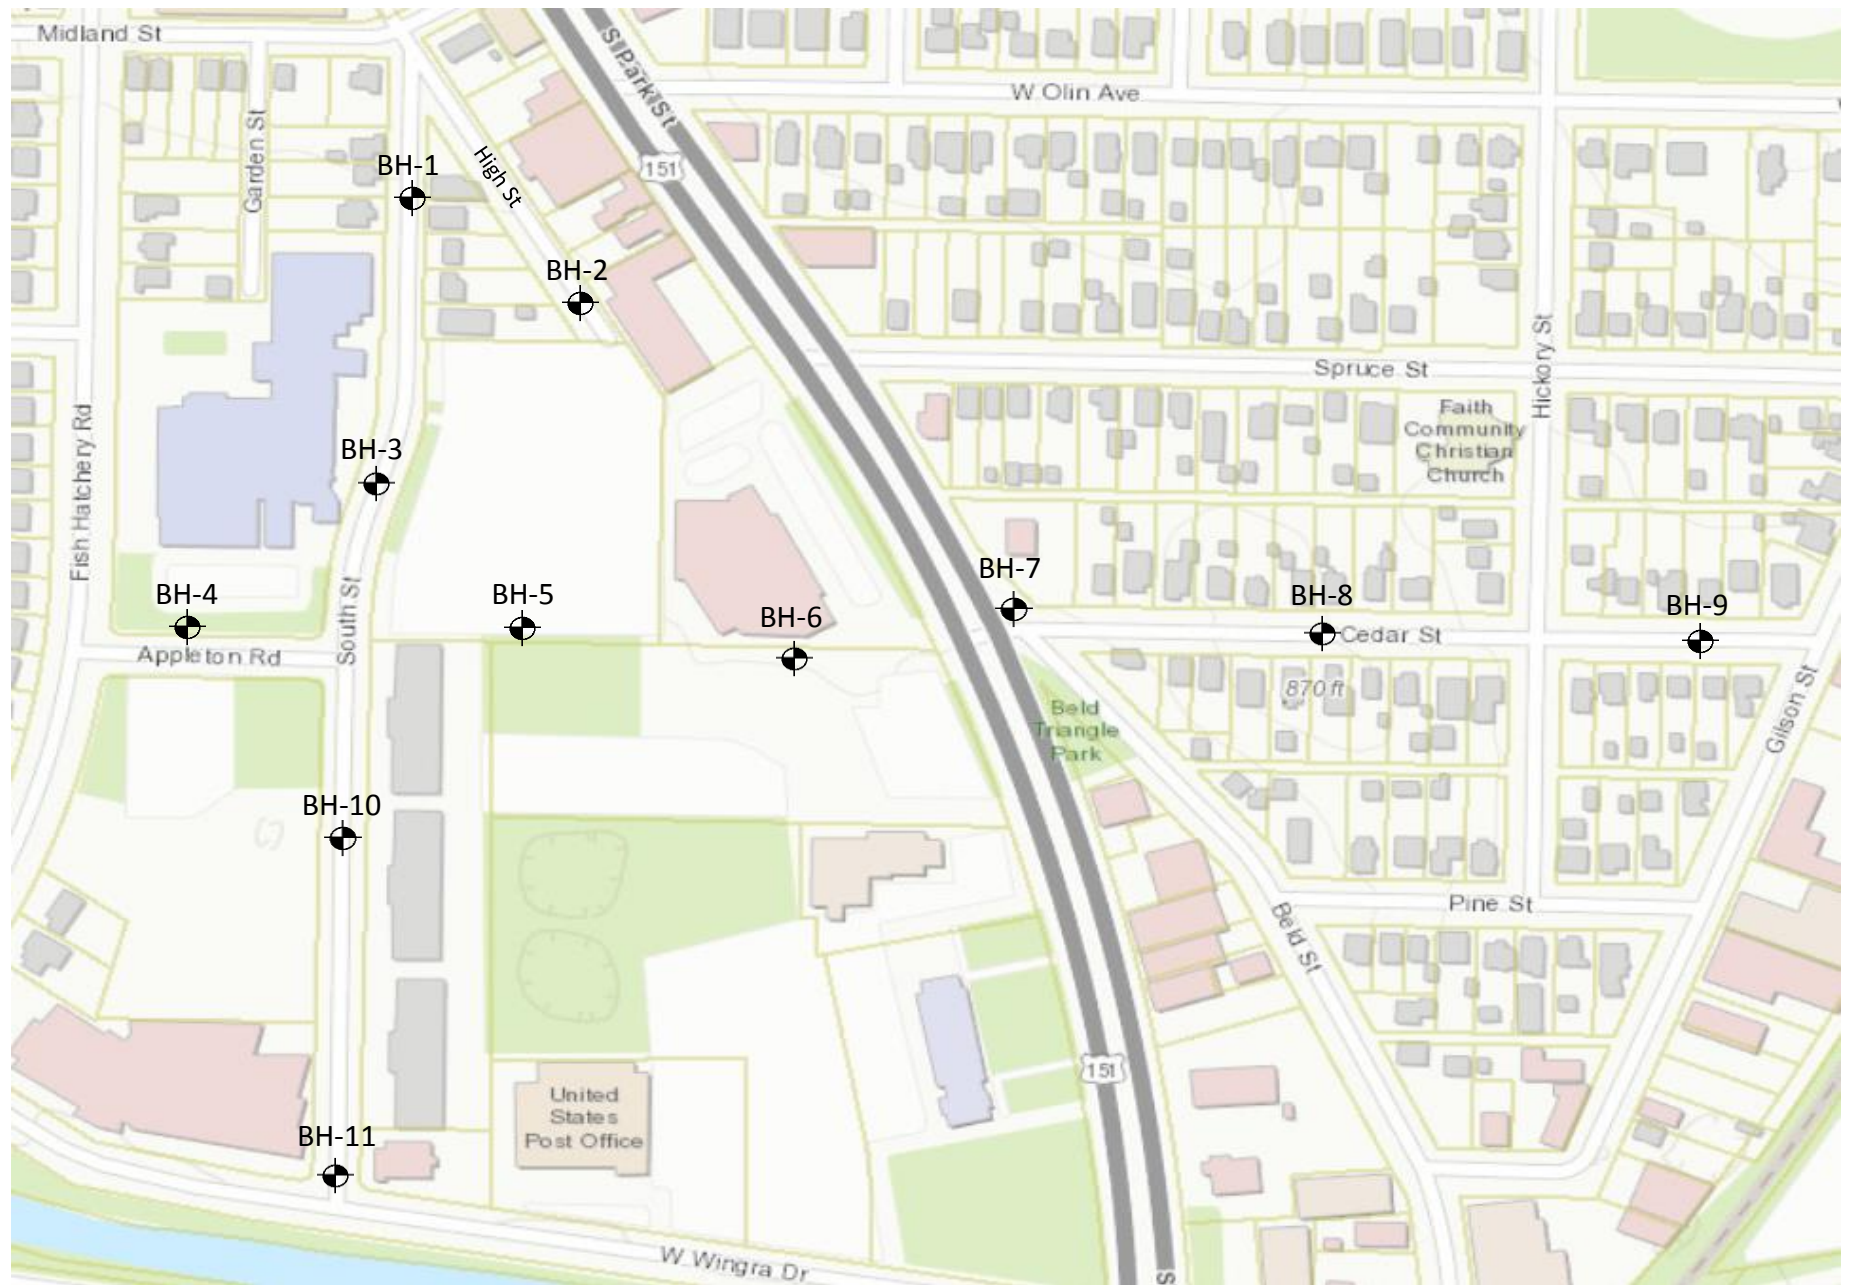 Midland St
S Park St
W Olin Ave
Garden St
BH-1
High St
151
BH-2
Spruce St
Hickory St
Faith
Community
Christian
Church
Fish Hatchery Rd
BH-3
BH-4
BH-5
BH-6
BH-7
BH-8
BH-9
South St
Appleton Rd
Cedar St
870 ft
Beld
Triangle
Park
Gilson St
BH-10
Pine St
Beld St
151
United
States
Post Office
BH-11
W Wingra Dr
S